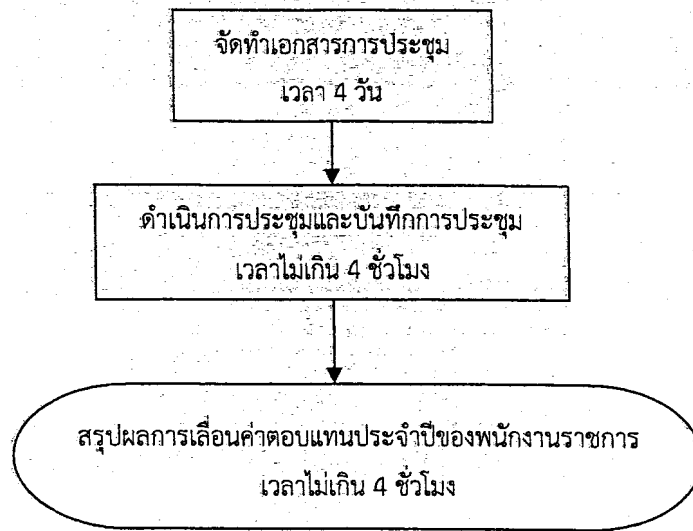 จัดทำเอกสารการประชุม
เวลา 4 วัน
ดำเนินการประชุมและบันทึกการประชุม
เวลาไม่เกิน 4 ชั่วโมง
สรุปผลการเลื่อนค่าตอบแทนประจำปีของพนักงานราชการ
เวลาไม่เกิน 4 ชั่วโมง